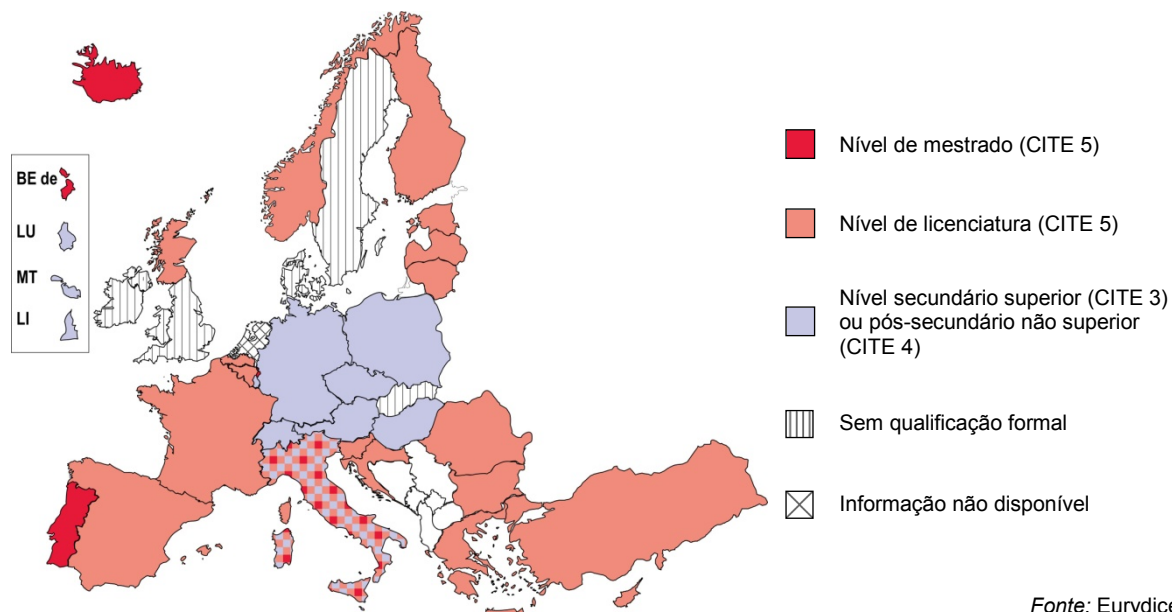 BE de
LU
MT
LI
Nível de mestrado (CITE 5)
Nível de licenciatura (CITE 5)
Nível secundário superior (CITE 3)
ou pós-secundário não superior
(CITE 4)
Sem qualificação formal
Informação não disponível
Fonte: Eurydice